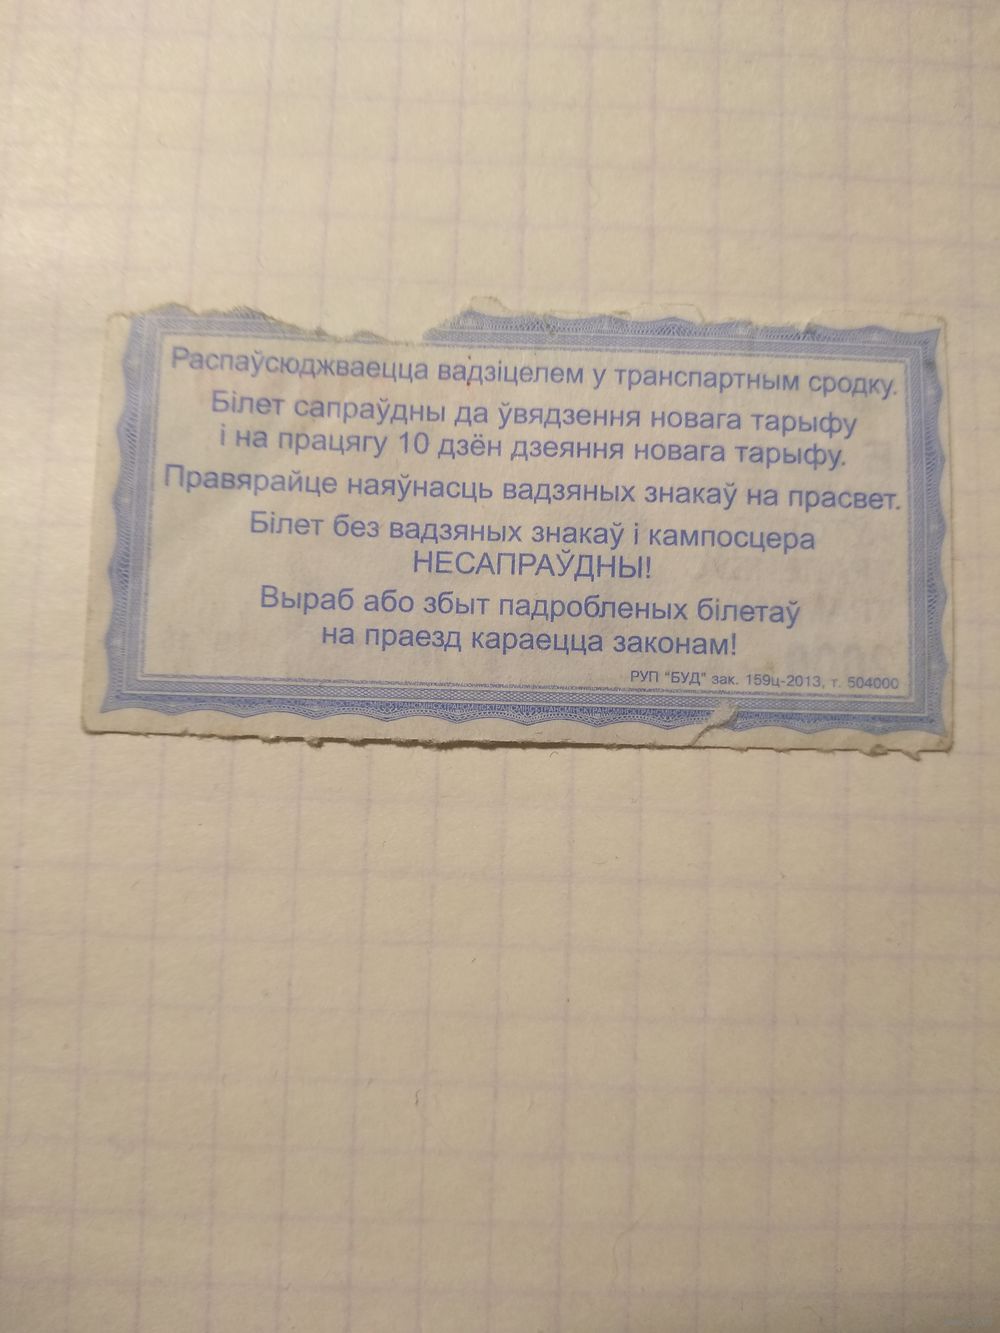 Распаўсюджваецца вадзіцелем у транспартным сродку.
Білет сапраўдны да ўвядзення новага тарыфу
і на працягу 10 дзён дзеяння новага тарыфу.
Правярайце наяўнасць вадзяных знакаў на прасвет.
Білет без вадзяных знакаў і кампосцера
НЕСАПРАЎДНЫ!
Выраб або збыт падробленых білетаў
на праезд караецца законам!
РУП "БУД" зак. 159ц-2013, т. 504000